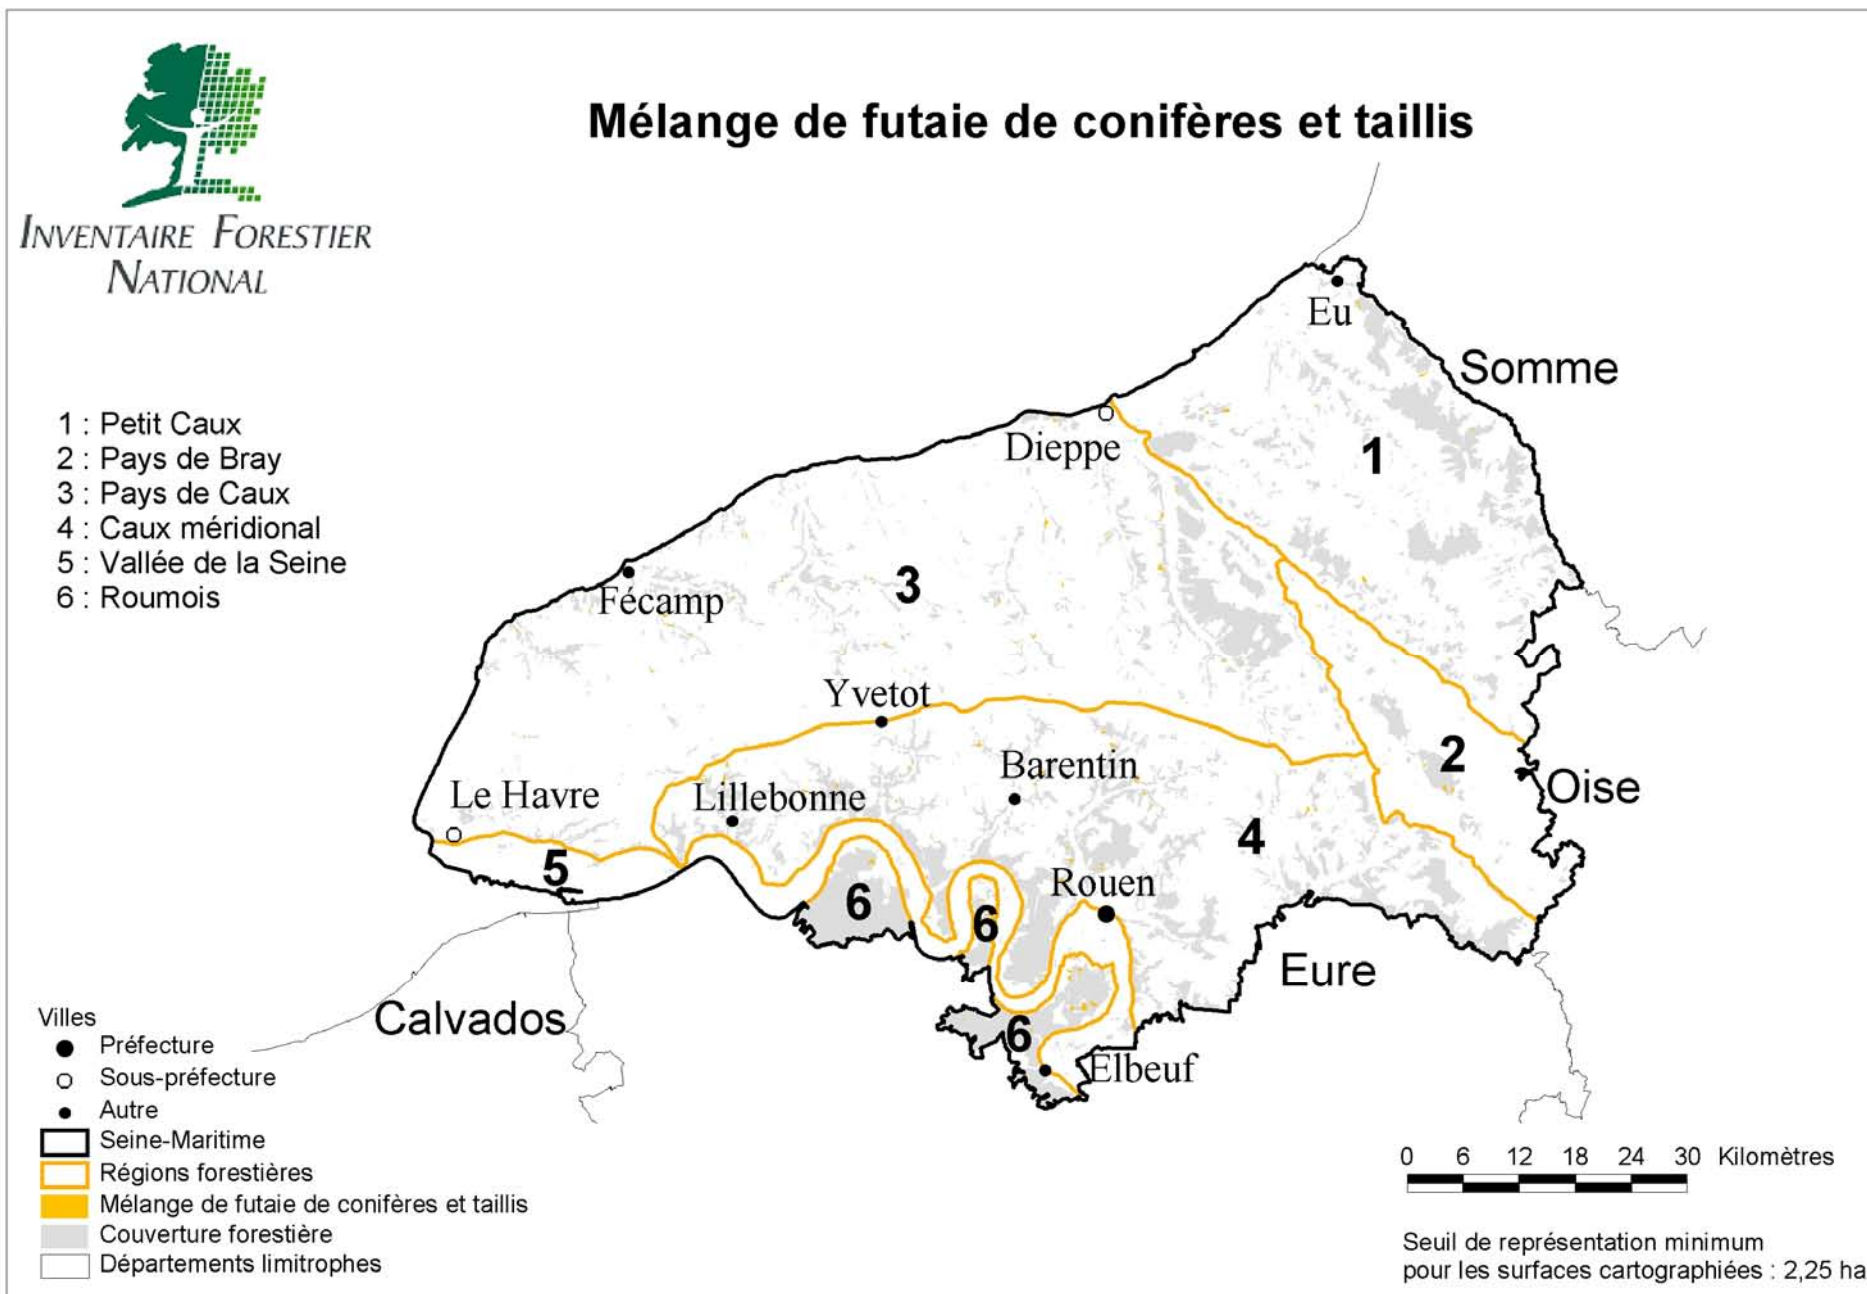 Mélange de futaie de conifères et taillis
INVENTAIRE FORESTIER
NATIONAL
1 : Petit Caux
2 : Pays de Bray
3 : Pays de Caux
4 : Caux méridional
5 : Vallée de la Seine
6 : Roumois
Eu
Somme
1
Dieppe
3
Fécamp
Yvetot
2
Barentin
Oise
Le Havre
Lillebonne
4
5
Rouen
6
6
Eure
Calvados
6
Elbeuf
Villes
Préfecture
Sous-préfecture
Autre
Seine-Maritime
Régions forestières
Mélange de futaie de conifères et taillis
Couverture forestière
Départements limitrophes
0 6 12 18 24 30 Kilomètres
Seuil de représentation minimum
pour les surfaces cartographiées : 2,25 ha